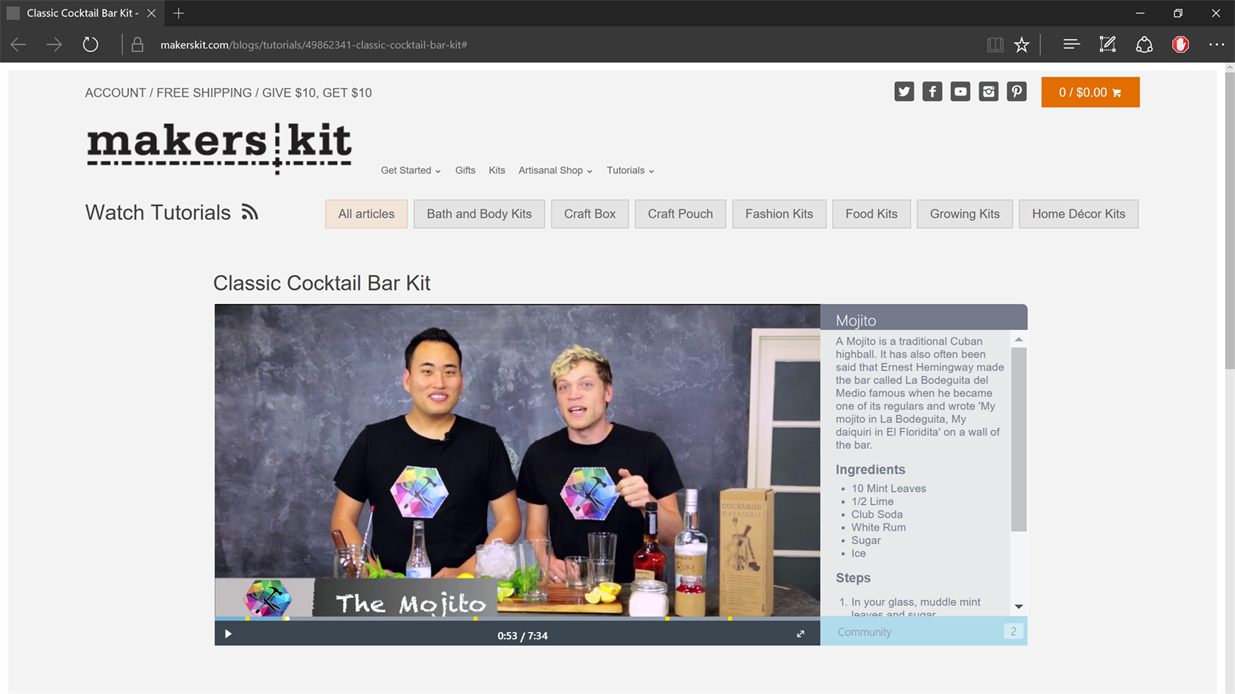 Classic Cocktail Bar Kit -
makerskit.com/blogs/tutorials/49862341-classic-cocktail-bar-kit#
ACCOUNT / FREE SHIPPING / GIVE $10, GET $10
0 / $0.00
makers kit
Get Started Gifts Kits Artisanal Shop Tutorials
Watch Tutorials
All articles Bath and Body Kits Craft Box Craft Pouch Fashion Kits Food Kits Growing Kits Home Décor Kits
Classic Cocktail Bar Kit
cocktails
RUM
The Mojito
0:53 / 7:34
Mojito
A Mojito is a traditional Cuban
highball. It has also often been
said that Ernest Hemingway made
the bar called La Bodeguita del
Medio famous when he became
one of its regulars and wrote 'My
mojito in La Bodeguita, My
daiquiri in El Floridita' on a wall of
the bar.
Ingredients
• 10 Mint Leaves
• 1/2 Lime
• Club Soda
• White Rum
• Sugar
• Ice
Steps
1. In your glass, muddle mint
leaves and sugar
Community 2